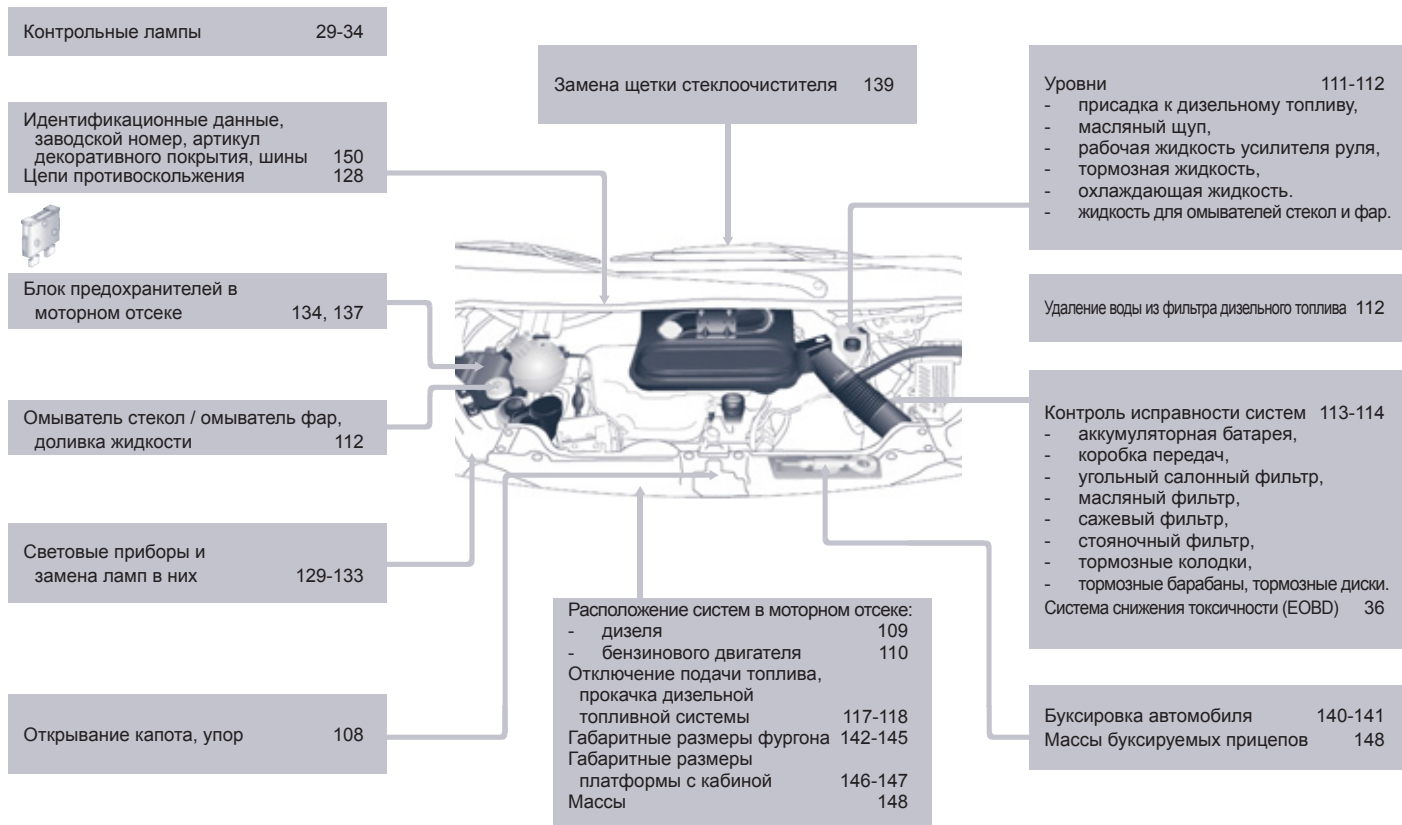 Контрольные лампы 29-34
Идентификационные данные,
заводской номер, артикул
декоративного покрытия, шины 150
Цепи противоскольжения 128
Блок предохранителей в
моторном отсеке 134, 137
Омыватель стекол / омыватель фар,
доливка жидкости 112
Световые приборы и
замена ламп в них 129-133
Открывание капота, упор 108
Замена щетки стеклоочистителя 139
Расположение систем в моторном отсеке:
- дизеля 109
- бензинового двигателя 110
Отключение подачи топлива,
прокачка дизельной
топливной системы 117-118
Габаритные размеры фургона 142-145
Габаритные размеры
платформы с кабиной 146-147
Массы 148
Уровни 111-112
- присадка к дизельному топливу,
- масляный щуп,
- рабочая жидкость усилителя руля,
- тормозная жидкость,
- охлаждающая жидкость.
- жидкость для омывателей стекол и фар.
Удаление воды из фильтра дизельного топлива 112
Контроль исправности систем 113-114
- аккумуляторная батарея,
- коробка передач,
- угольный салонный фильтр,
- масляный фильтр,
- сажевый фильтр,
- стояночный фильтр,
- тормозные колодки,
- тормозные барабаны, тормозные диски.
Система снижения токсичности (EOBD) 36
Буксировка автомобиля 140-141
Массы буксируемых прицепов 148